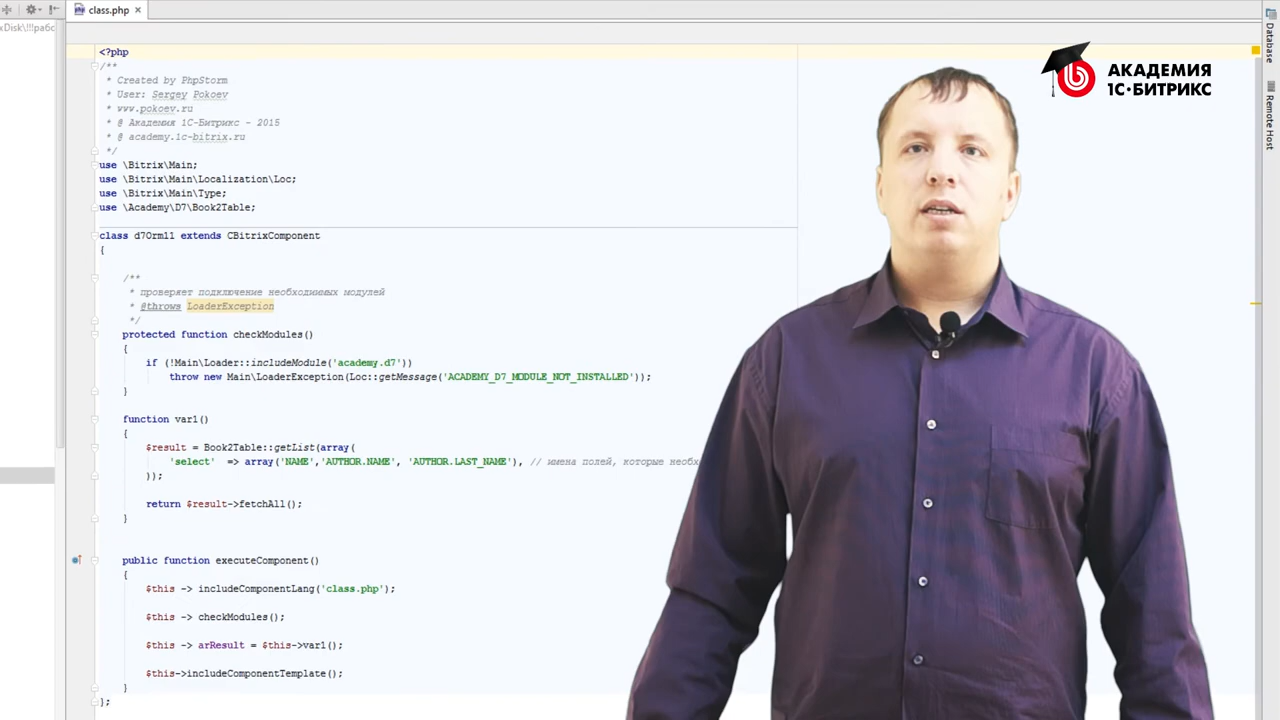 class.php
xDisk\!!!рабо
<?php
/**
* Created by PhpStorm
* User: Sergey Pokoev
* www.pokoev.ru
* @ Академия 1С-Битрикс - 2015
* @ academy.1c-bitrix.ru
*/
use \Bitrix\Main;
use \Bitrix\Main\Localization\Loc;
use \Bitrix\Main\Type;
use \Academy\D7\Book2Table;
class d7Orm11 extends CBitrixComponent
{
/**
* проверяет подключение необходиимых модулей
* @throws LoaderException
*/
protected function checkModules()
{
if (!Main\Loader::includeModule('academy.d7'))
throw new Main\LoaderException(Loc::getMessage('ACADEMY_D7_MODULE_NOT_INSTALLED'));
}
function var1()
{
$result = Book2Table::getList(array(
'select' => array('NAME','AUTHOR.NAME', 'AUTHOR.LAST_NAME'), // имена полей, которые необх
));
return $result->fetchAll();
}
public function executeComponent()
{
$this -> includeComponentLang('class.php');
$this -> checkModules();
$this -> arResult = $this->var1();
$this->includeComponentTemplate();
}
};
АКАДЕМИЯ
1С·БИТРИКС
Database
Remote Host